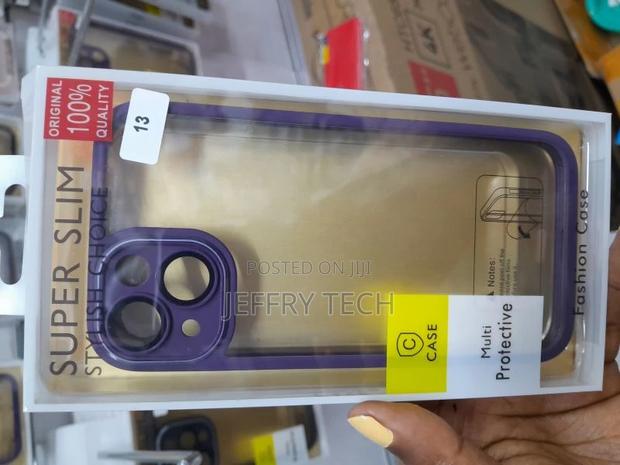 ORIGINAL
100%
QUALITY
13
SUPER SLIM
STYLISH CHOICE
POSTED ON JIJI
JEFFRY TECH
Notes:
C
CASE
Multi
Protective
Fashion Case